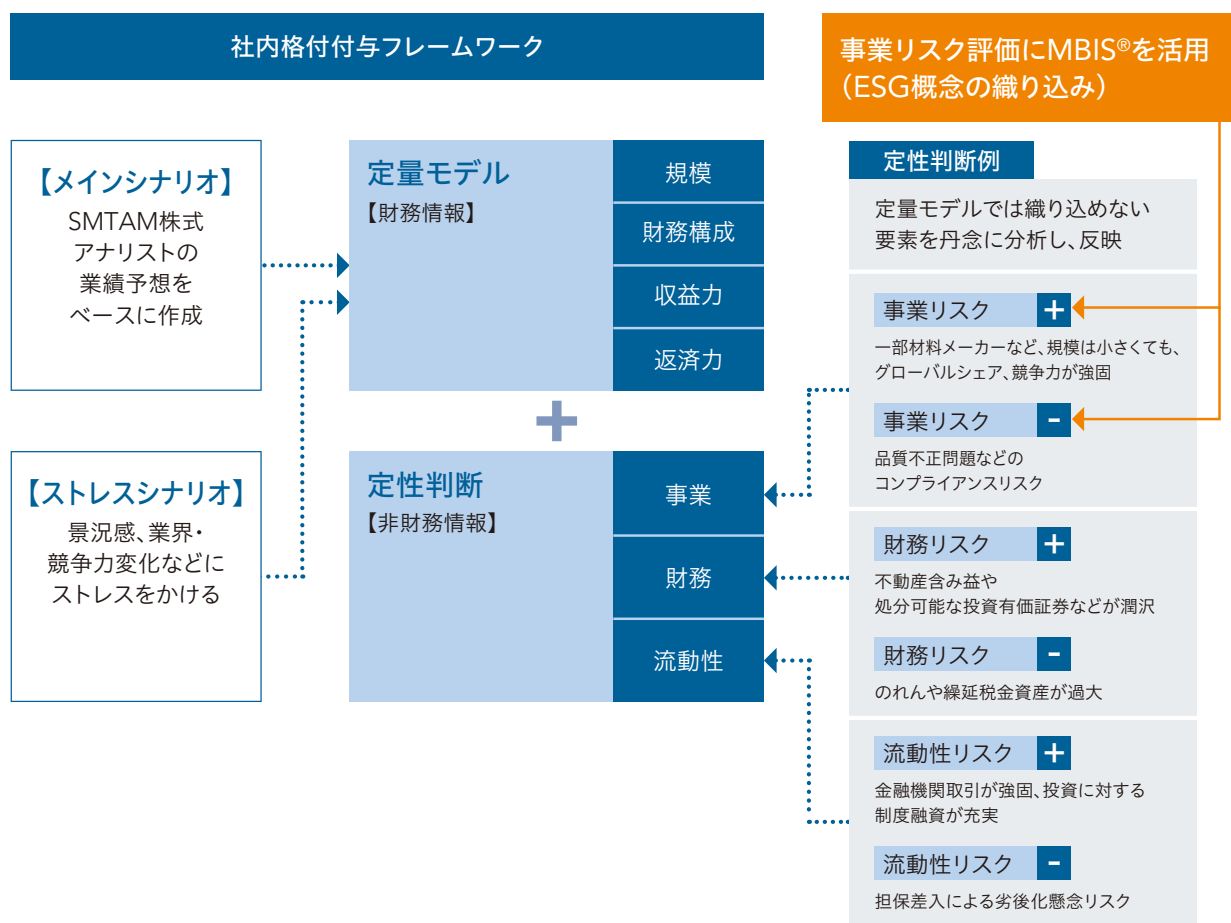 社内格付付与フレームワーク
事業リスク評価にMBIS®を活用
（ESG概念の織り込み）
【メインシナリオ】
SMTAM株式
アナリストの
業績予想を
ベースに作成
【ストレスシナリオ】
景況感、業界・
競争力変化などに
ストレスをかける
定量モデル
【財務情報】
規模
財務構成
収益力
返済力
+
定性判断
【非財務情報】
事業
財務
流動性
定性判断例
定量モデルでは織り込めない
要素を丹念に分析し、反映
事業リスク +
一部材料メーカーなど、規模は小さくても、
グローバルシェア、競争力が強固
事業リスク -
品質不正問題などの
コンプライアンスリスク
財務リスク +
不動産含み益や
処分可能な投資有価証券などが潤沢
財務リスク -
のれんや繰延税金資産が過大
流動性リスク +
金融機関取引が強固、投資に対する
制度融資が充実
流動性リスク -
担保差入による劣後化懸念リスク